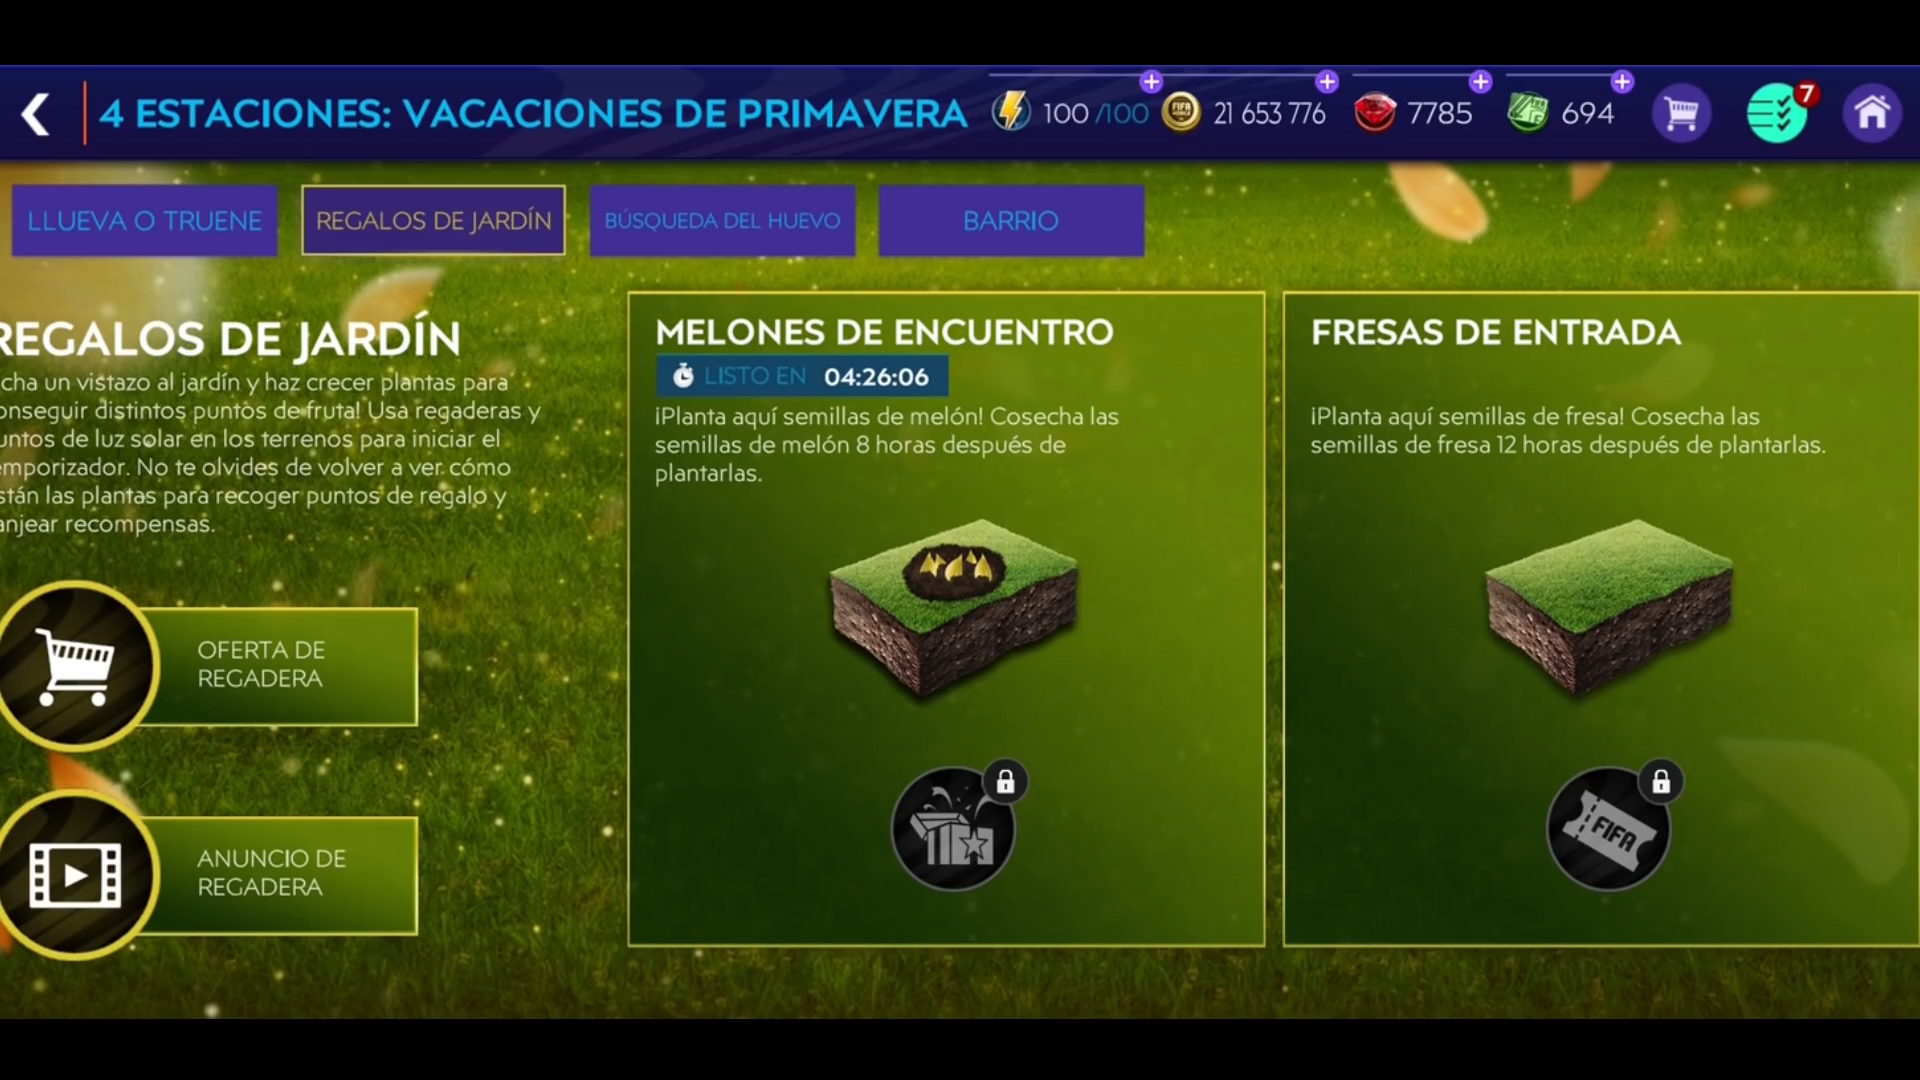 4 ESTACIONES: VACACIONES DE PRIMAVERA
100 /100
21 653 776
7785
694
7
LLUEVA O TRUENE
REGALOS DE JARDÍN
BÚSQUEDA DEL HUEVO
BARRIO
REGALOS DE JARDÍN
cha un vistazo al jardín y haz crecer plantas para
onseguir distintos puntos de fruta! Usa regaderas y
untos de luz solar en los terrenos para iniciar el
emporizador. No te olvides de volver a ver cómo
stán las plantas para recoger puntos de regalo y
anjear recompensas.
OFERTA DE
REGADERA
ANUNCIO DE
REGADERA
MELONES DE ENCUENTRO
LISTO EN 04:26:06
¡Planta aquí semillas de melón! Cosecha las
semillas de melón 8 horas después de
plantarlas.
FRESAS DE ENTRADA
¡Planta aquí semillas de fresa! Cosecha las
semillas de fresa 12 horas después de plantarlas.
FIFA